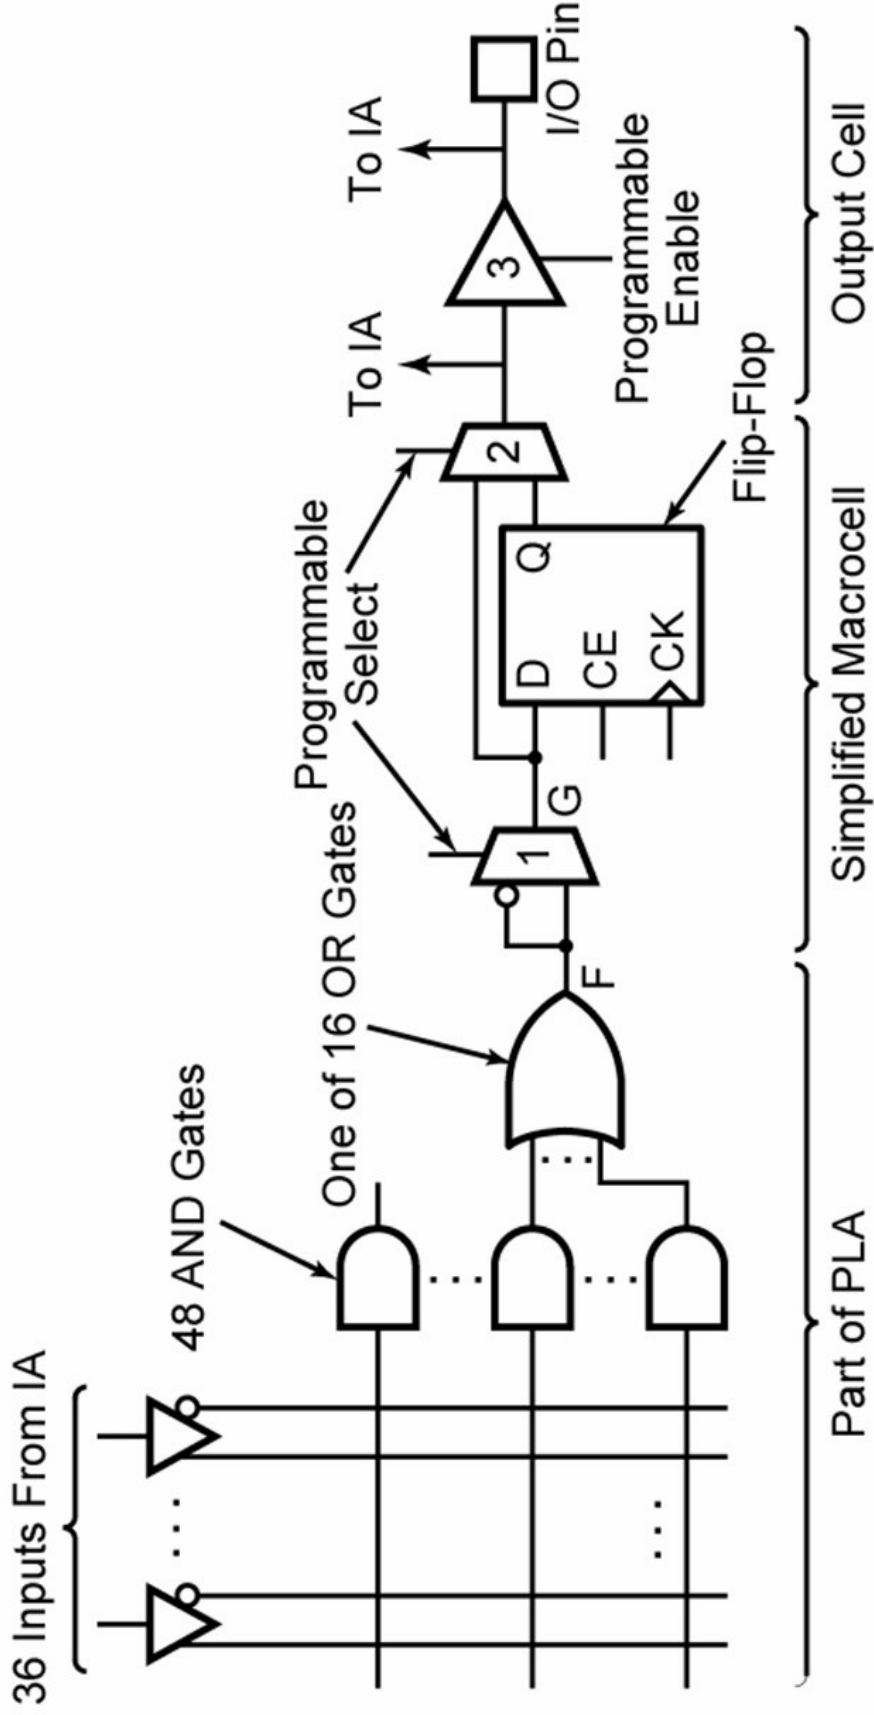 36 Inputs From IA
48 AND Gates
One of 16 OR Gates
Programmable
Select
To IA
To IA
F
1
G
D
Q
CE
CK
2
3
Flip-Flop
Programmable
Enable
I/O Pin
Part of PLA
Simplified Macrocell
Output Cell